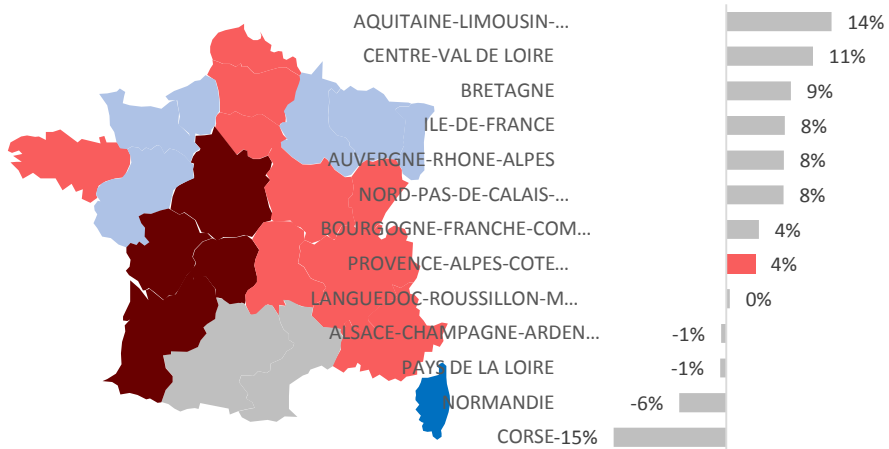 AQUITAINE-LIMOUSIN-... 14%
CENTRE-VAL DE LOIRE 11%
BRETAGNE 9%
ILE-DE-FRANCE 8%
AUVERGNE-RHONE-ALPES 8%
NORD-PAS-DE-CALAIS-... 8%
BOURGOGNE-FRANCHE-COM... 4%
PROVENCE-ALPES-COTE... 4%
LANGUEDOC-ROUSSILLON-M... 0%
ALSACE-CHAMPAGNE-ARDEN... -1%
PAYS DE LA LOIRE -1%
NORMANDIE -6%
CORSE -15%